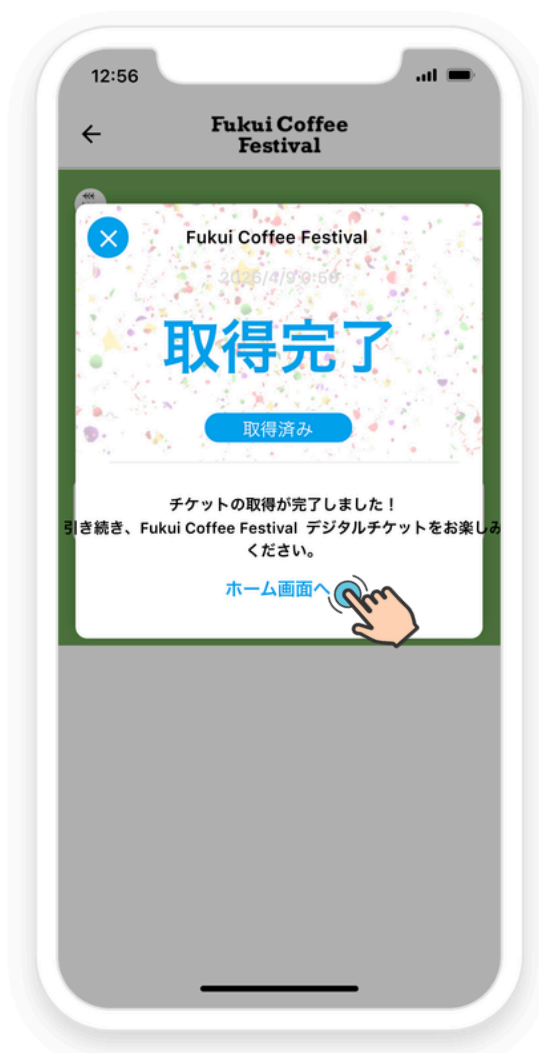 12:56
Fukui Coffee
Festival
Fukui Coffee Festival
取得完了
取得済み
チケットの取得が完了しました！
引き続き、Fukui Coffee Festival デジタルチケットをお楽しみ
ください。
ホーム画面へ